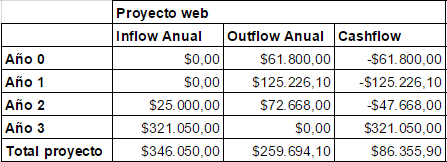 Proyecto web
Inflow Anual Outflow Anual Cashflow
Año 0 $0,00 $61.800,00 -$61.800,00
Año 1 $0,00 $125.226,10 -$125.226,10
Año 2 $25.000,00 $72.668,00 -$47.668,00
Año 3 $321.050,00 $0,00 $321.050,00
Total proyecto $346.050,00 $259.694,10 $86.355,90